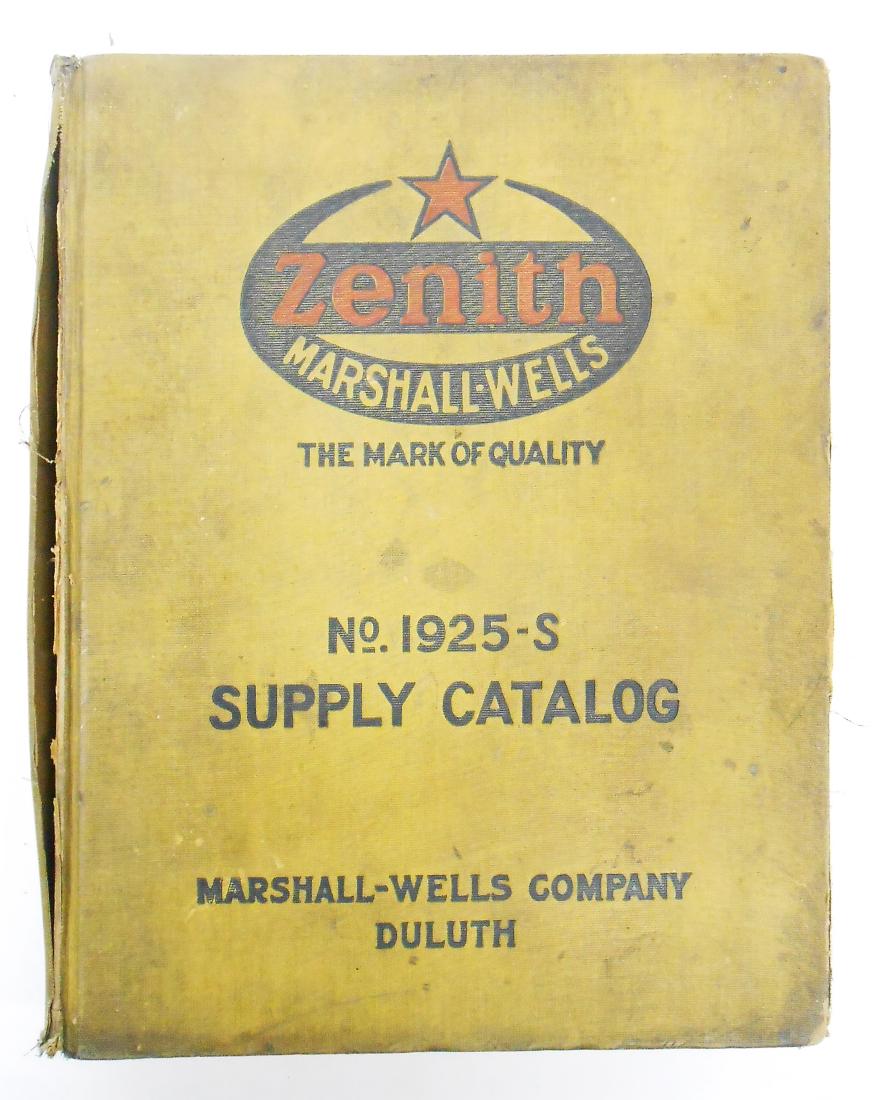 Zenith
MARSHALL-WELLS
THE MARK OF QUALITY
No. 1925-S
SUPPLY CATALOG
MARSHALL-WELLS COMPANY
DULUTH